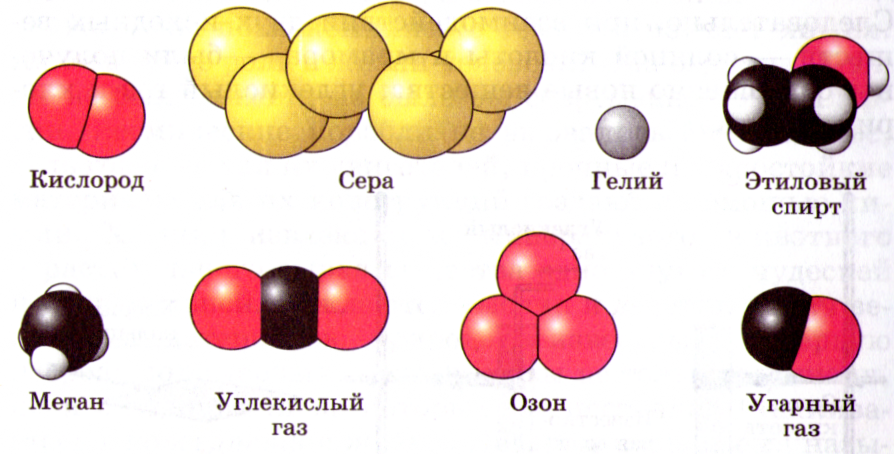 Кислород
Сера
Гелий
Этиловый
спирт
Метан
Углекислый
газ
Озон
Угарный
газ